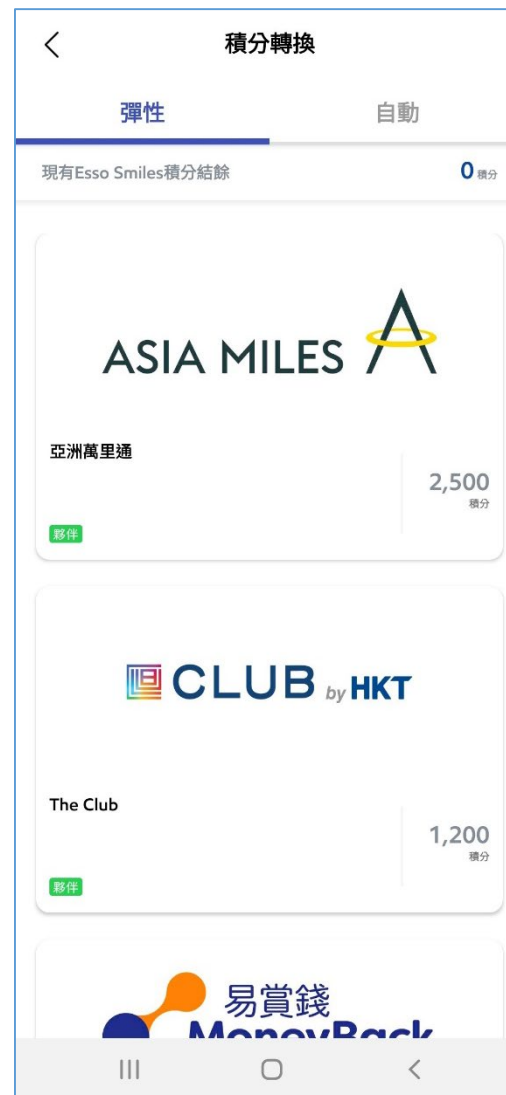 積分轉換
彈性 自動
現有Esso Smiles積分結餘 0 積分
ASIA MILES
亞洲萬里通
2,500
積分
夥伴
CLUB by HKT
The Club
1,200
積分
夥伴
易賞錢
MoneyBack